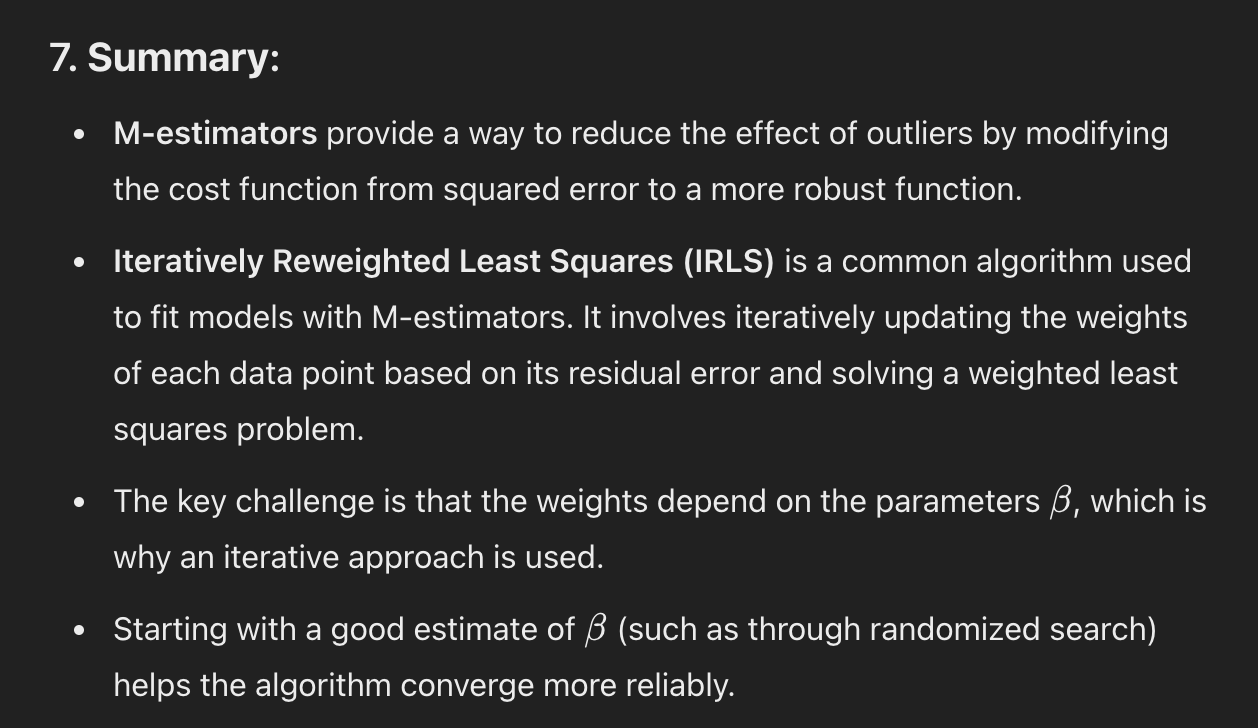 7. Summary:
• M-estimators provide a way to reduce the effect of outliers by modifying
the cost function from squared error to a more robust function.
• Iteratively Reweighted Least Squares (IRLS) is a common algorithm used
to fit models with M-estimators. It involves iteratively updating the weights
of each data point based on its residual error and solving a weighted least
squares problem.
• The key challenge is that the weights depend on the parameters β, which is
why an iterative approach is used.
• Starting with a good estimate of β (such as through randomized search)
helps the algorithm converge more reliably.